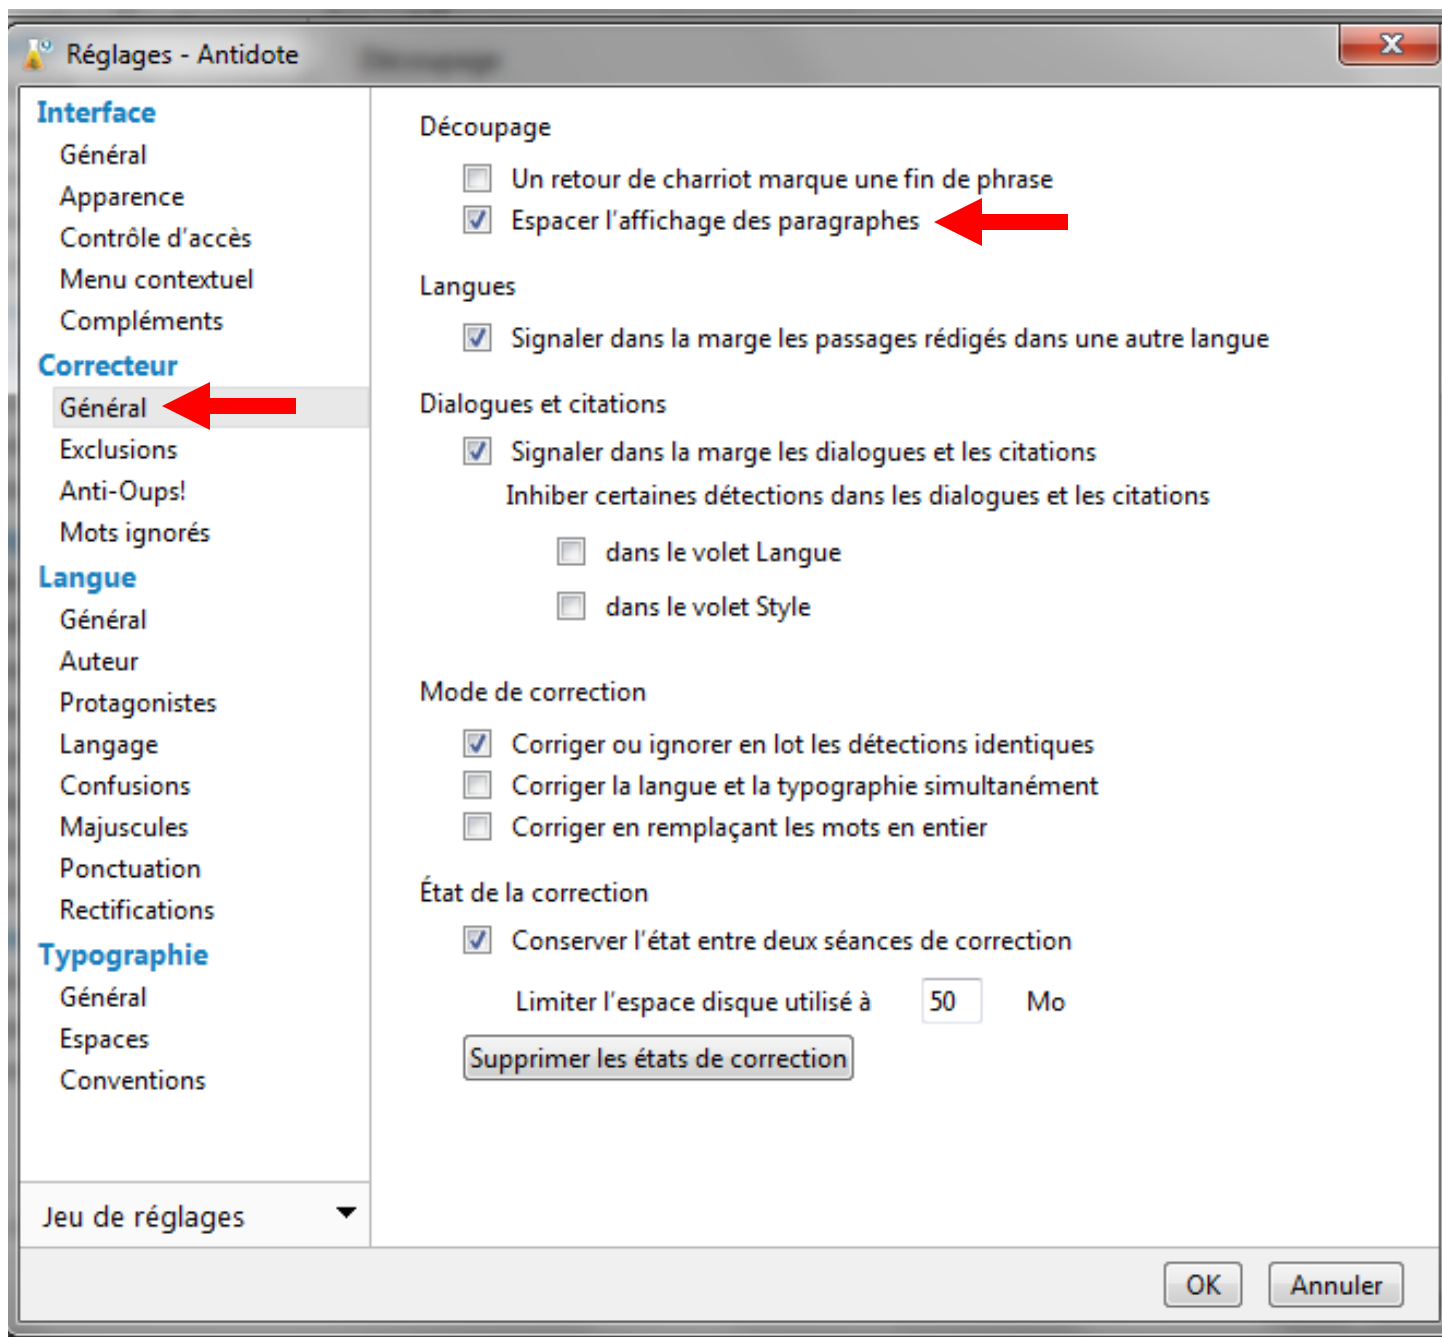 Réglages - Antidote
Interface
Général
Apparence
Contrôle d'accès
Menu contextuel
Compléments
Correcteur
Général
Exclusions
Anti-Oups!
Mots ignorés
Langue
Général
Auteur
Protagonistes
Langage
Confusions
Majuscules
Ponctuation
Rectifications
Typographie
Général
Espaces
Conventions
Jeu de réglages
Découpage
Un retour de charriot marque une fin de phrase
Espacer l'affichage des paragraphes
Langues
Signaler dans la marge les passages rédigés dans une autre langue
Dialogues et citations
Signaler dans la marge les dialogues et les citations
Inhiber certaines détections dans les dialogues et les citations
dans le volet Langue
dans le volet Style
Mode de correction
Corriger ou ignorer en lot les détections identiques
Corriger la langue et la typographie simultanément
Corriger en remplaçant les mots en entier
État de la correction
Conserver l'état entre deux séances de correction
Limiter l'espace disque utilisé à 50 Mo
Supprimer les états de correction
OK Annuler